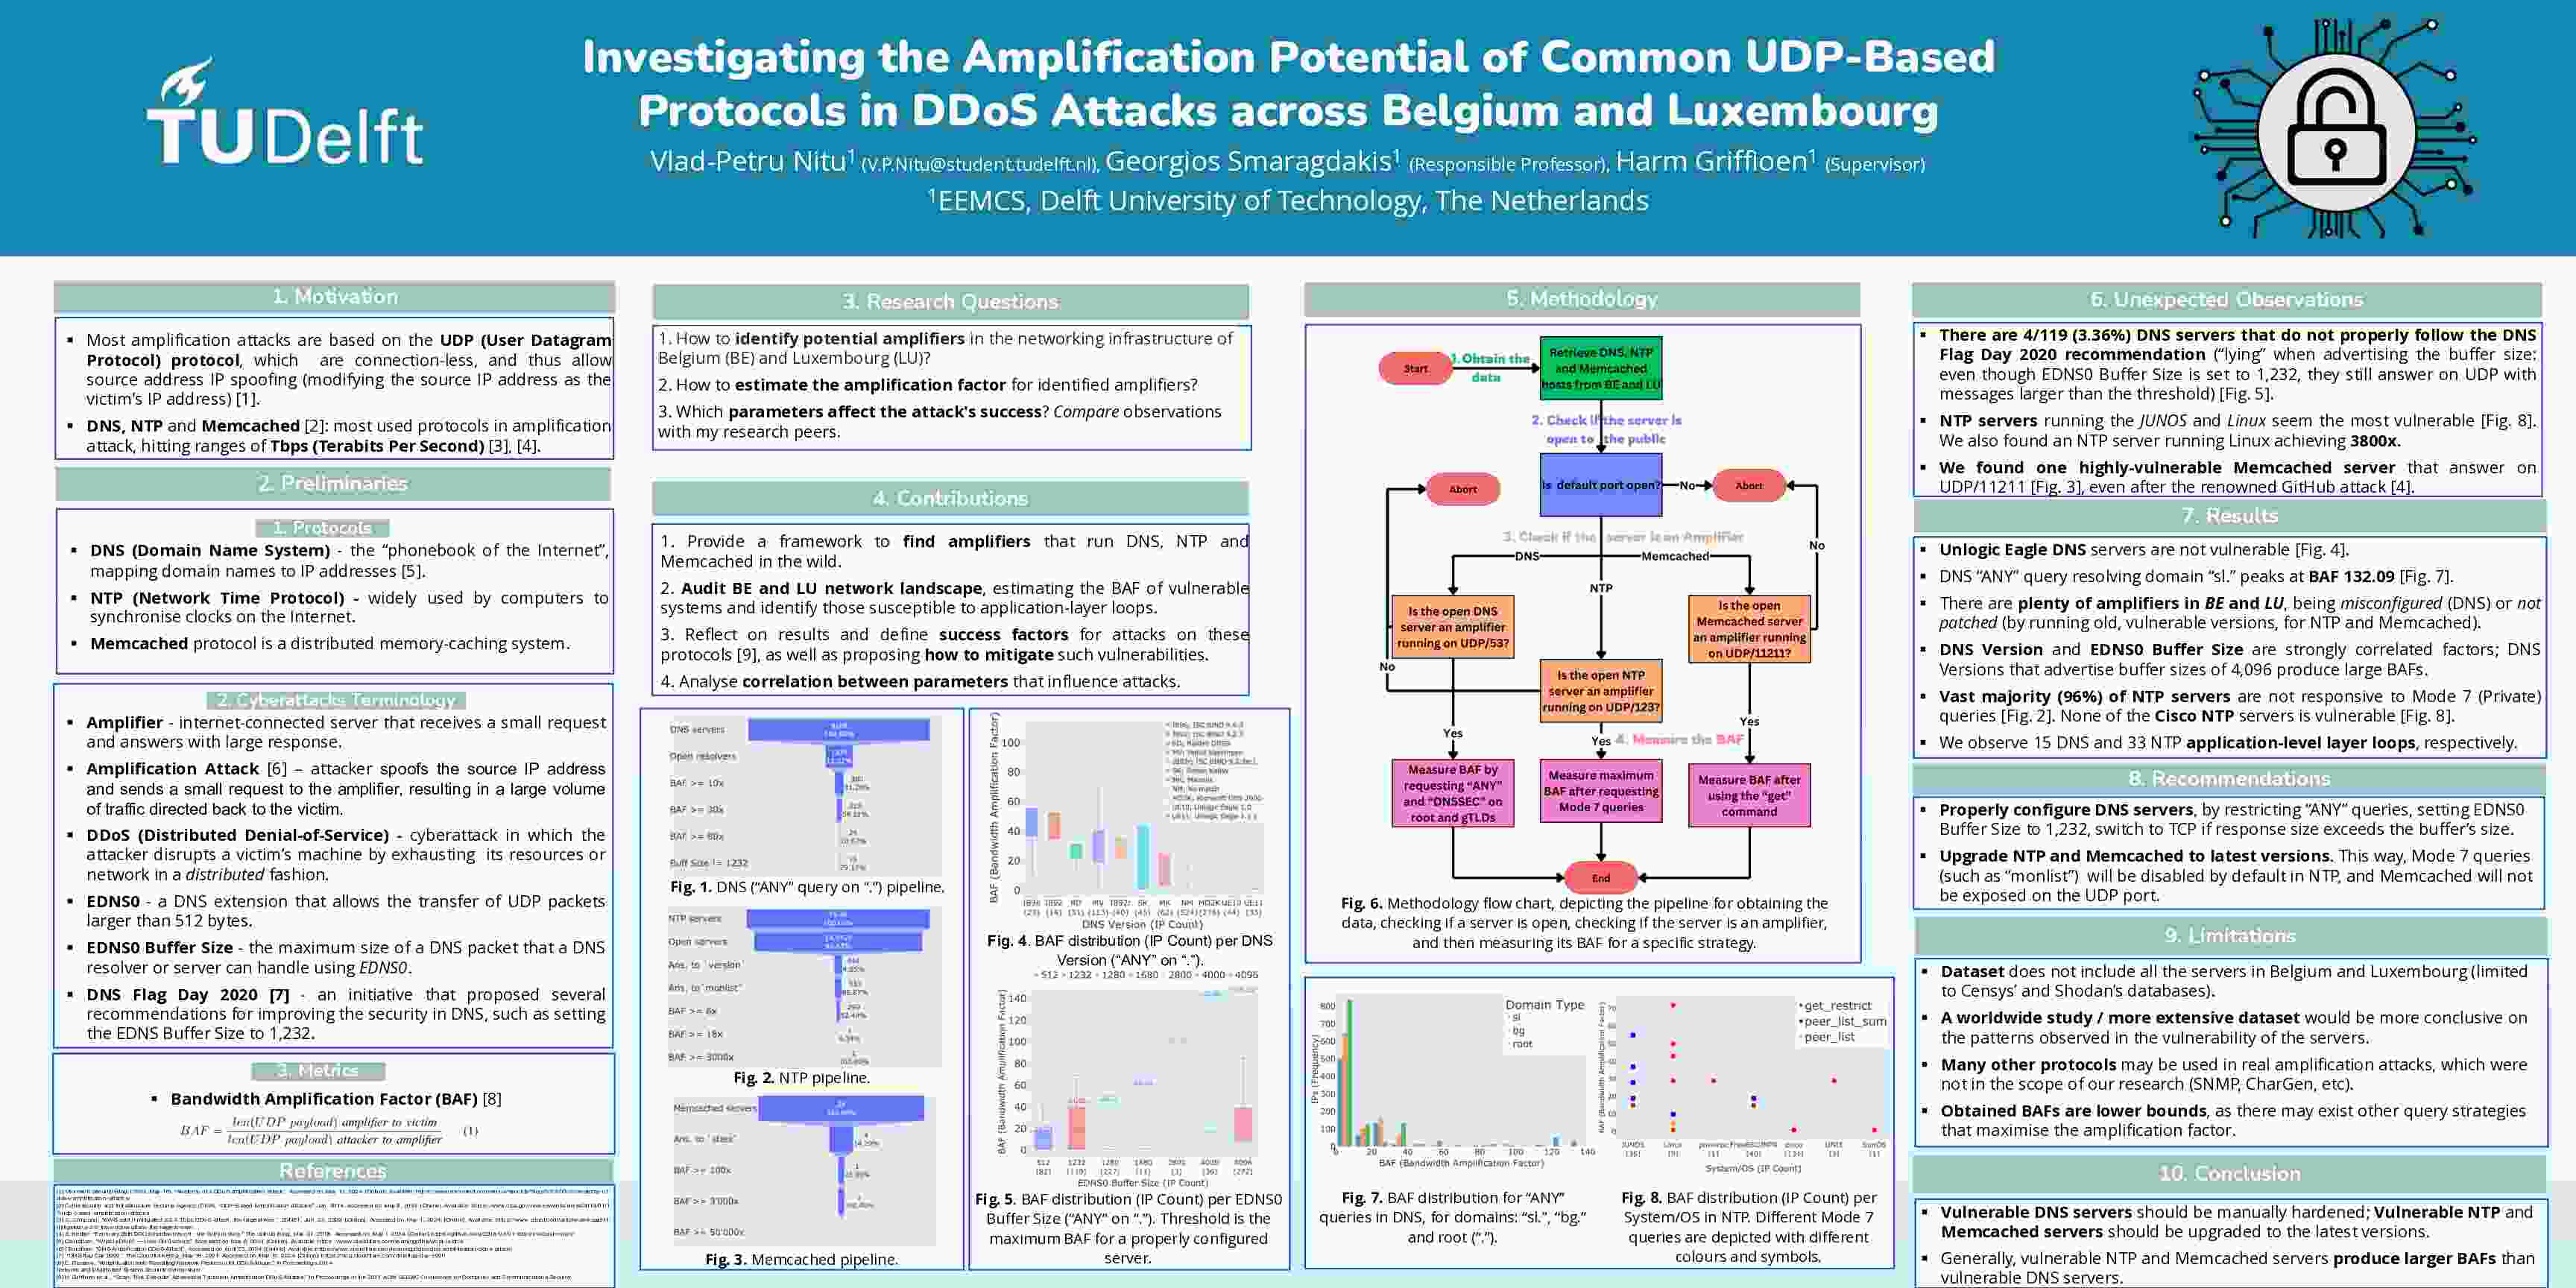 TUDelft
Investigating the Amplification Potential of Common UDP-Based
Protocols in DDoS Attacks across Belgium and Luxembourg
Vlad-Petru Nitu¹ (V.P.Nitu@student.tudelft.nl), Georgios Smaragdakis¹ (Responsible Professor), Harm Griffioen¹ (Supervisor)
¹EEMCS, Delft University of Technology, The Netherlands
1. Motivation
▪ Most amplification attacks are based on the UDP (User Datagram
Protocol) protocol, which are connection-less, and thus allow
source address IP spoofing (modifying the source IP address as the
victim's IP address) [1].
▪ DNS, NTP and Memcached [2]: most used protocols in amplification
attack, hitting ranges of Tbps (Terabits Per Second) [3], [4].
2. Preliminaries
1. Protocols
▪ DNS (Domain Name System) - the “phonebook of the Internet”,
mapping domain names to IP addresses [5].
▪ NTP (Network Time Protocol) - widely used by computers to
synchronise clocks on the Internet.
▪ Memcached protocol is a distributed memory-caching system.
2. Cyberattacks Terminology
▪ Amplifier - internet-connected server that receives a small request
and answers with large response.
▪ Amplification Attack [6] – attacker spoofs the source IP address
and sends a small request to the amplifier, resulting in a large volume
of traffic directed back to the victim.
▪ DDoS (Distributed Denial-of-Service) - cyberattack in which the
attacker disrupts a victim's machine by exhausting its resources or
network in a distributed fashion.
▪ EDNS0 - a DNS extension that allows the transfer of UDP packets
larger than 512 bytes.
▪ EDNS0 Buffer Size - the maximum size of a DNS packet that a DNS
resolver or server can handle using EDNS0.
▪ DNS Flag Day 2020 [7] - an initiative that proposed several
recommendations for improving the security in DNS, such as setting
the EDNS Buffer Size to 1,232.
3. Metrics
▪ Bandwidth Amplification Factor (BAF) [8]
BAF = len(UDP payload) amplifier to victim / len(UDP payload) attacker to amplifier (1)
References
3. Research Questions
1. How to identify potential amplifiers in the networking infrastructure of
Belgium (BE) and Luxembourg (LU)?
2. How to estimate the amplification factor for identified amplifiers?
3. Which parameters affect the attack's success? Compare observations
with my research peers.
4. Contributions
1. Provide a framework to find amplifiers that run DNS, NTP and
Memcached in the wild.
2. Audit BE and LU network landscape, estimating the BAF of vulnerable
systems and identify those susceptible to application-layer loops.
3. Reflect on results and define success factors for attacks on these
protocols [9], as well as proposing how to mitigate such vulnerabilities.
4. Analyse correlation between parameters that influence attacks.
DNS servers
Open resolvers
BAF >= 10x
BAF >= 30x
BAF >= 60x
Buff Size != 1232
Fig. 1. DNS (“ANY” query on “.”) pipeline.
NTP servers
Open servers
Ans. to 'version'
Ans. to 'monlist'
BAF >= 6x
BAF >= 18x
BAF >= 3000x
Fig. 2. NTP pipeline.
Memcached servers
BAF >= 100x
BAF >= 3'000x
BAF >= 50'000x
Fig. 3. Memcached pipeline.
BAF (Bandwidth Amplification Factor)
100
80
60
40
20
0
DNS Version (IP Count)
Fig. 4. BAF distribution (IP Count) per DNS
Version (“ANY” on “.”).
512 1232 1280 1680 2800 4000 4096
BAF (Bandwidth Amplification Factor)
140
120
100
80
60
40
20
0
EDNS0 Buffer Size (IP Count)
Fig. 5. BAF distribution (IP Count) per EDNS0
Buffer Size (“ANY” on “.”). Threshold is the
maximum BAF for a properly configured
server.
5. Methodology
Start
1. Obtain the
data
Retrieve DNS, NTP
and Memcached
hosts from BE and LU
2. Check if the server is
open to the public
Abort
Is default port open?
No
Abort
3. Check if the server is an Amplifier
DNS
Memcached
No
NTP
Is the open DNS
server an amplifier
running on UDP/53?
Is the open
Memcached server
an amplifier running
on UDP/11211?
No
Is the open NTP
server an amplifier
running on UDP/123?
Yes
Yes
Yes
4. Measure the BAF
Measure BAF by
requesting “ANY”
and “DNSSEC” on
root and gTLDs
Measure maximum
BAF after requesting
Mode 7 queries
Measure BAF after
using the “get”
command
End
Fig. 6. Methodology flow chart, depicting the pipeline for obtaining the
data, checking if a server is open, checking if the server is an amplifier,
and then measuring its BAF for a specific strategy.
IPs (Frequency)
800
700
600
500
400
300
200
100
0
0 20 40 60 80 100 120 140
BAF (Bandwidth Amplification Factor)
Domain Type
sl
bg
root
Fig. 7. BAF distribution for “ANY”
queries in DNS, for domains: “sl.”, “bg.”
and root (“.”).
BAF (Bandwidth Amplification Factor)
get_restrict
peer_list_sum
peer_list
System/OS (IP Count)
Fig. 8. BAF distribution (IP Count) per
System/OS in NTP. Different Mode 7
queries are depicted with different
colours and symbols.
6. Unexpected Observations
▪ There are 4/119 (3.36%) DNS servers that do not properly follow the DNS
Flag Day 2020 recommendation (“lying” when advertising the buffer size;
even though EDNS0 Buffer Size is set to 1,232, they still answer on UDP with
messages larger than the threshold) [Fig. 5].
▪ NTP servers running the JUNOS and Linux seem the most vulnerable [Fig. 8].
We also found an NTP server running Linux achieving 3800x.
▪ We found one highly-vulnerable Memcached server that answer on
UDP/11211 [Fig. 3], even after the renowned GitHub attack [4].
7. Results
▪ Unlogic Eagle DNS servers are not vulnerable [Fig. 4].
▪ DNS “ANY” query resolving domain “sl.” peaks at BAF 132.09 [Fig. 7].
▪ There are plenty of amplifiers in BE and LU, being misconfigured (DNS) or not
patched (by running old, vulnerable versions, for NTP and Memcached).
▪ DNS Version and EDNS0 Buffer Size are strongly correlated factors; DNS
Versions that advertise buffer sizes of 4,096 produce large BAFs.
▪ Vast majority (96%) of NTP servers are not responsive to Mode 7 (Private)
queries [Fig. 2]. None of the Cisco NTP servers is vulnerable [Fig. 8].
▪ We observe 15 DNS and 33 NTP application-level layer loops, respectively.
8. Recommendations
▪ Properly configure DNS servers, by restricting “ANY” queries, setting EDNS0
Buffer Size to 1,232, switch to TCP if response size exceeds the buffer's size.
▪ Upgrade NTP and Memcached to latest versions. This way, Mode 7 queries
(such as “monlist”) will be disabled by default in NTP, and Memcached will not
be exposed on the UDP port.
9. Limitations
▪ Dataset does not include all the servers in Belgium and Luxembourg (limited
to Censys' and Shodan's databases).
▪ A worldwide study / more extensive dataset would be more conclusive on
the patterns observed in the vulnerability of the servers.
▪ Many other protocols may be used in real amplification attacks, which were
not in the scope of our research (SNMP, CharGen, etc).
▪ Obtained BAFs are lower bounds, as there may exist other query strategies
that maximise the amplification factor.
10. Conclusion
▪ Vulnerable DNS servers should be manually hardened; Vulnerable NTP and
Memcached servers should be upgraded to the latest versions.
▪ Generally, vulnerable NTP and Memcached servers produce larger BAFs than
vulnerable DNS servers.